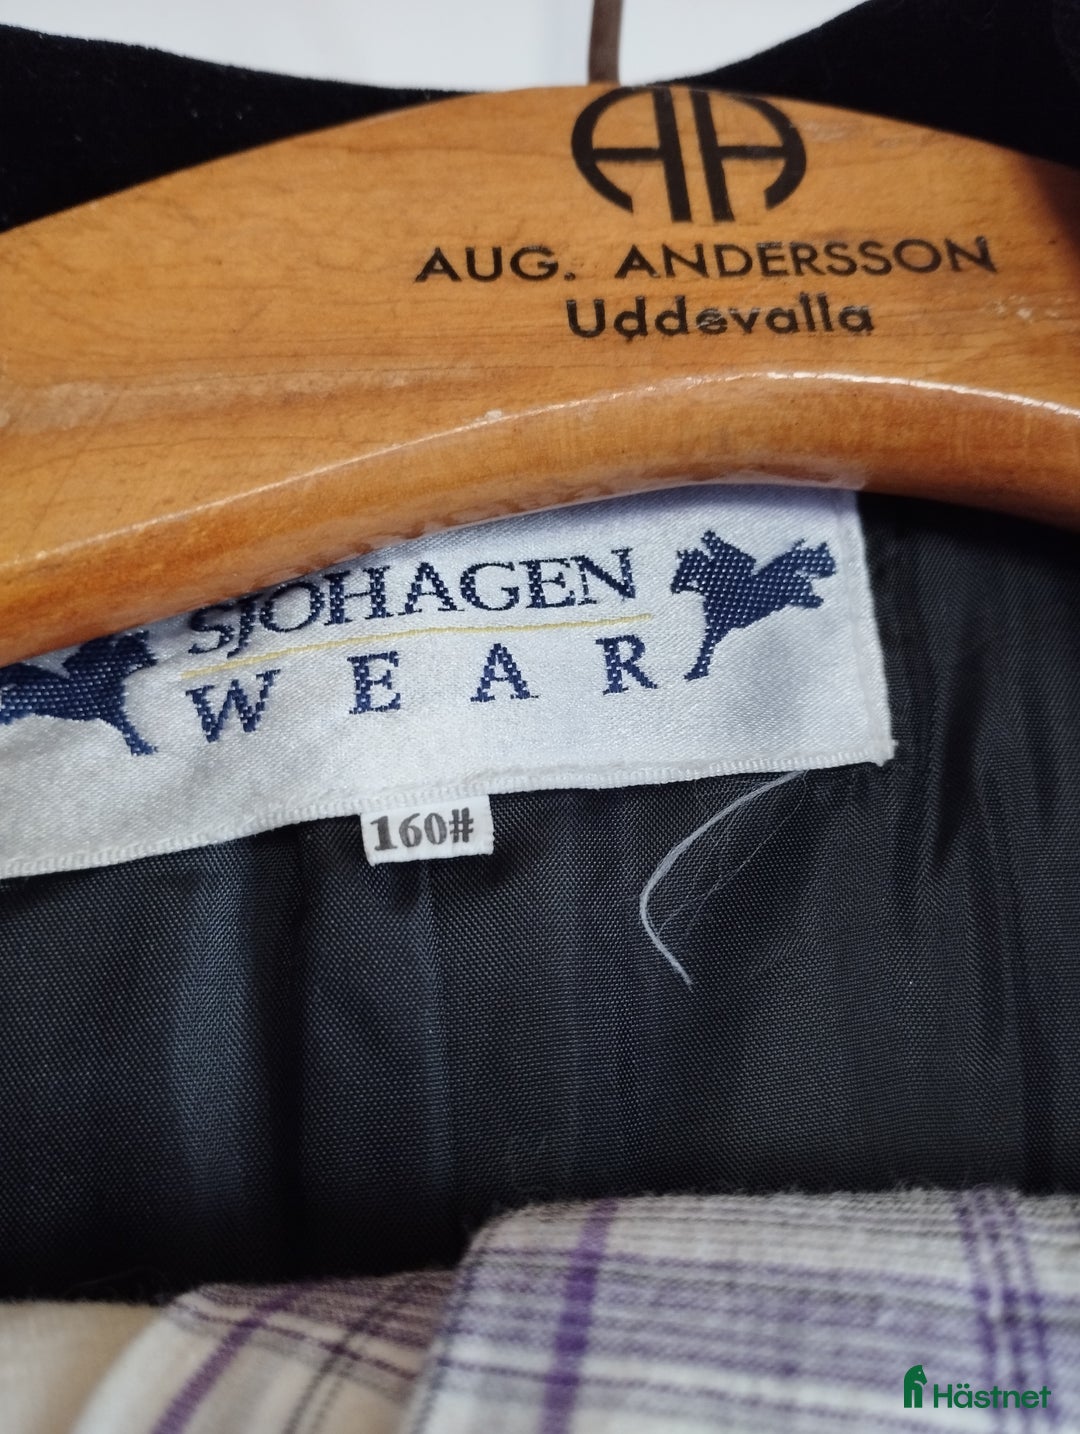 AUG. ANDERSSON
Uddevalla
SJOHAGEN
WEAR
160#
Hästnet